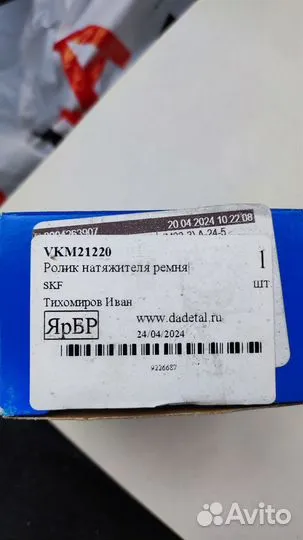 20.04.2024 10:22:08
VKM21220
Ролик натяжителя ремня
1
SKF
шт
Тихомиров Иван
ЯрБР
www.dadetal.ru
24/04/2024
9226687
Avito